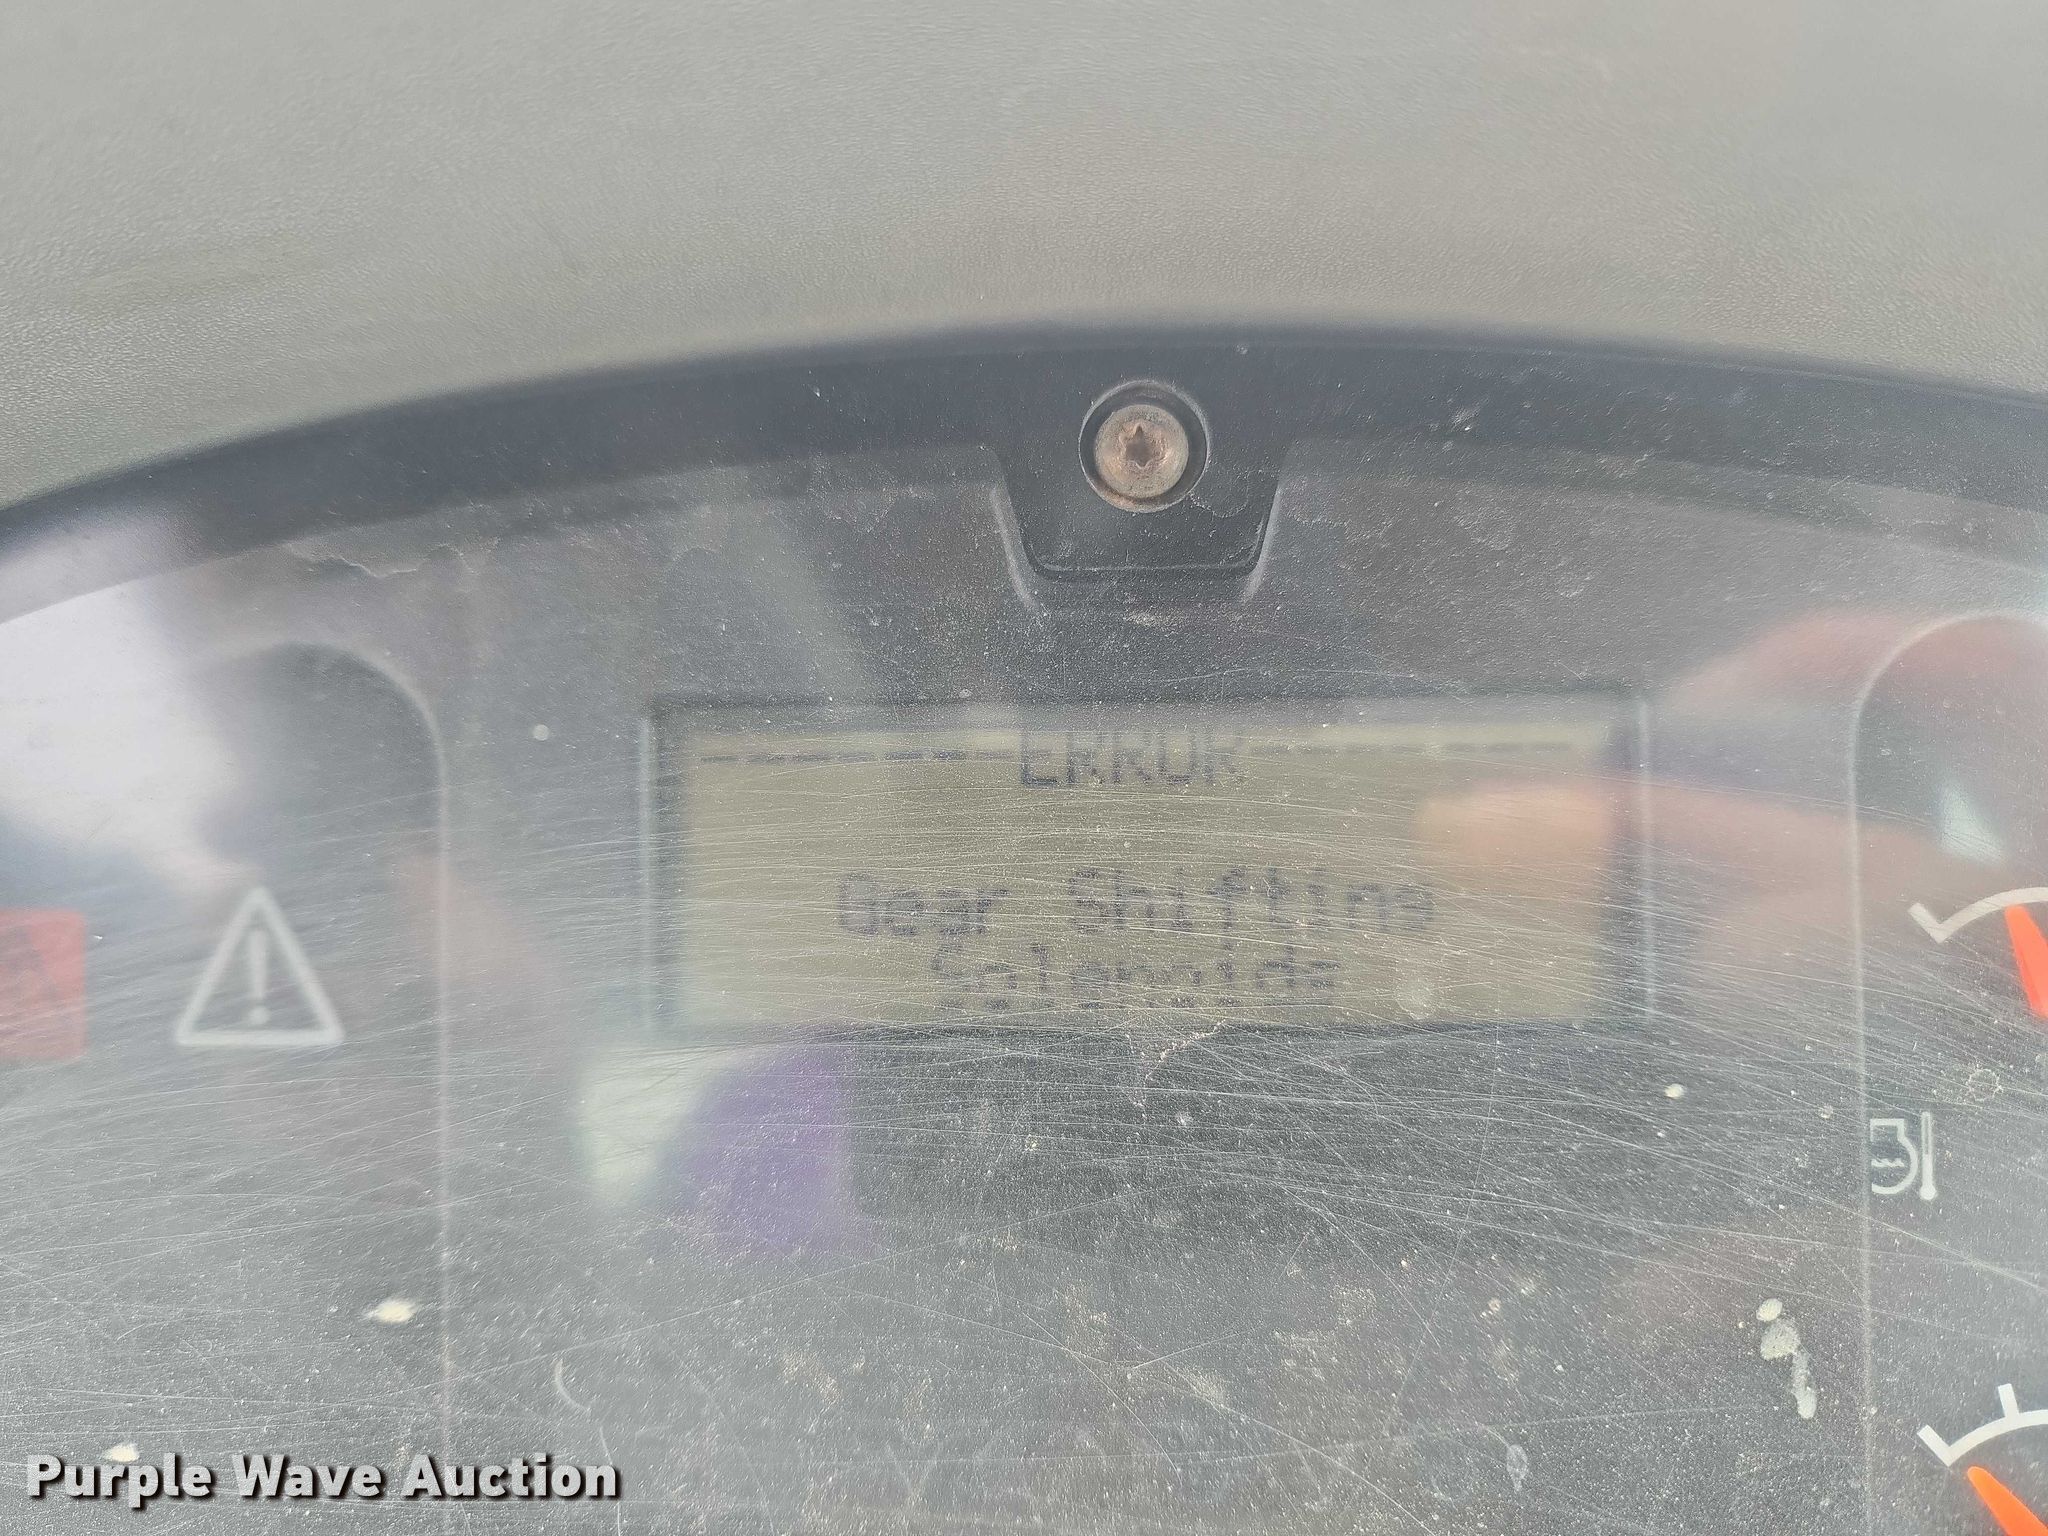 ERROR
Gear Shifting
Solenoids
Purple Wave Auction